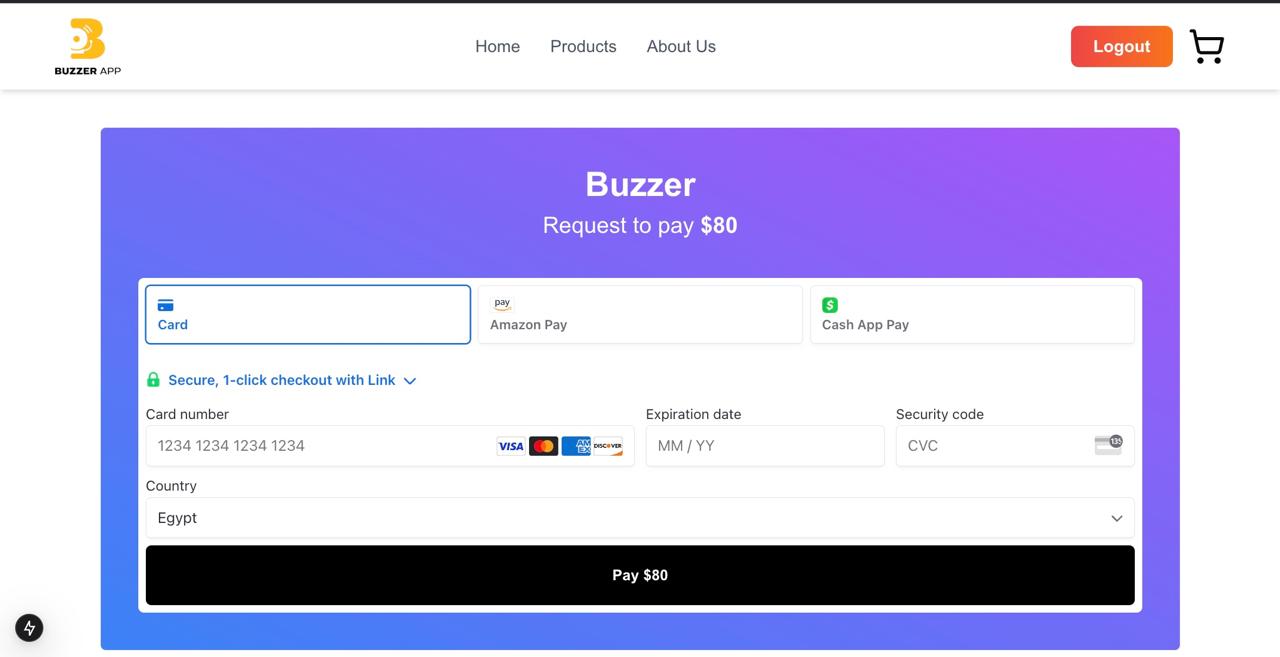 BUZZER APP
Home Products About Us
Logout
Buzzer
Request to pay $80
Card
pay
Amazon Pay
$
Cash App Pay
Secure, 1-click checkout with Link
Card number
Expiration date
Security code
1234 1234 1234 1234
VISA
AM EX
DISCOVER
MM / YY
CVC
135
Country
Egypt
Pay $80